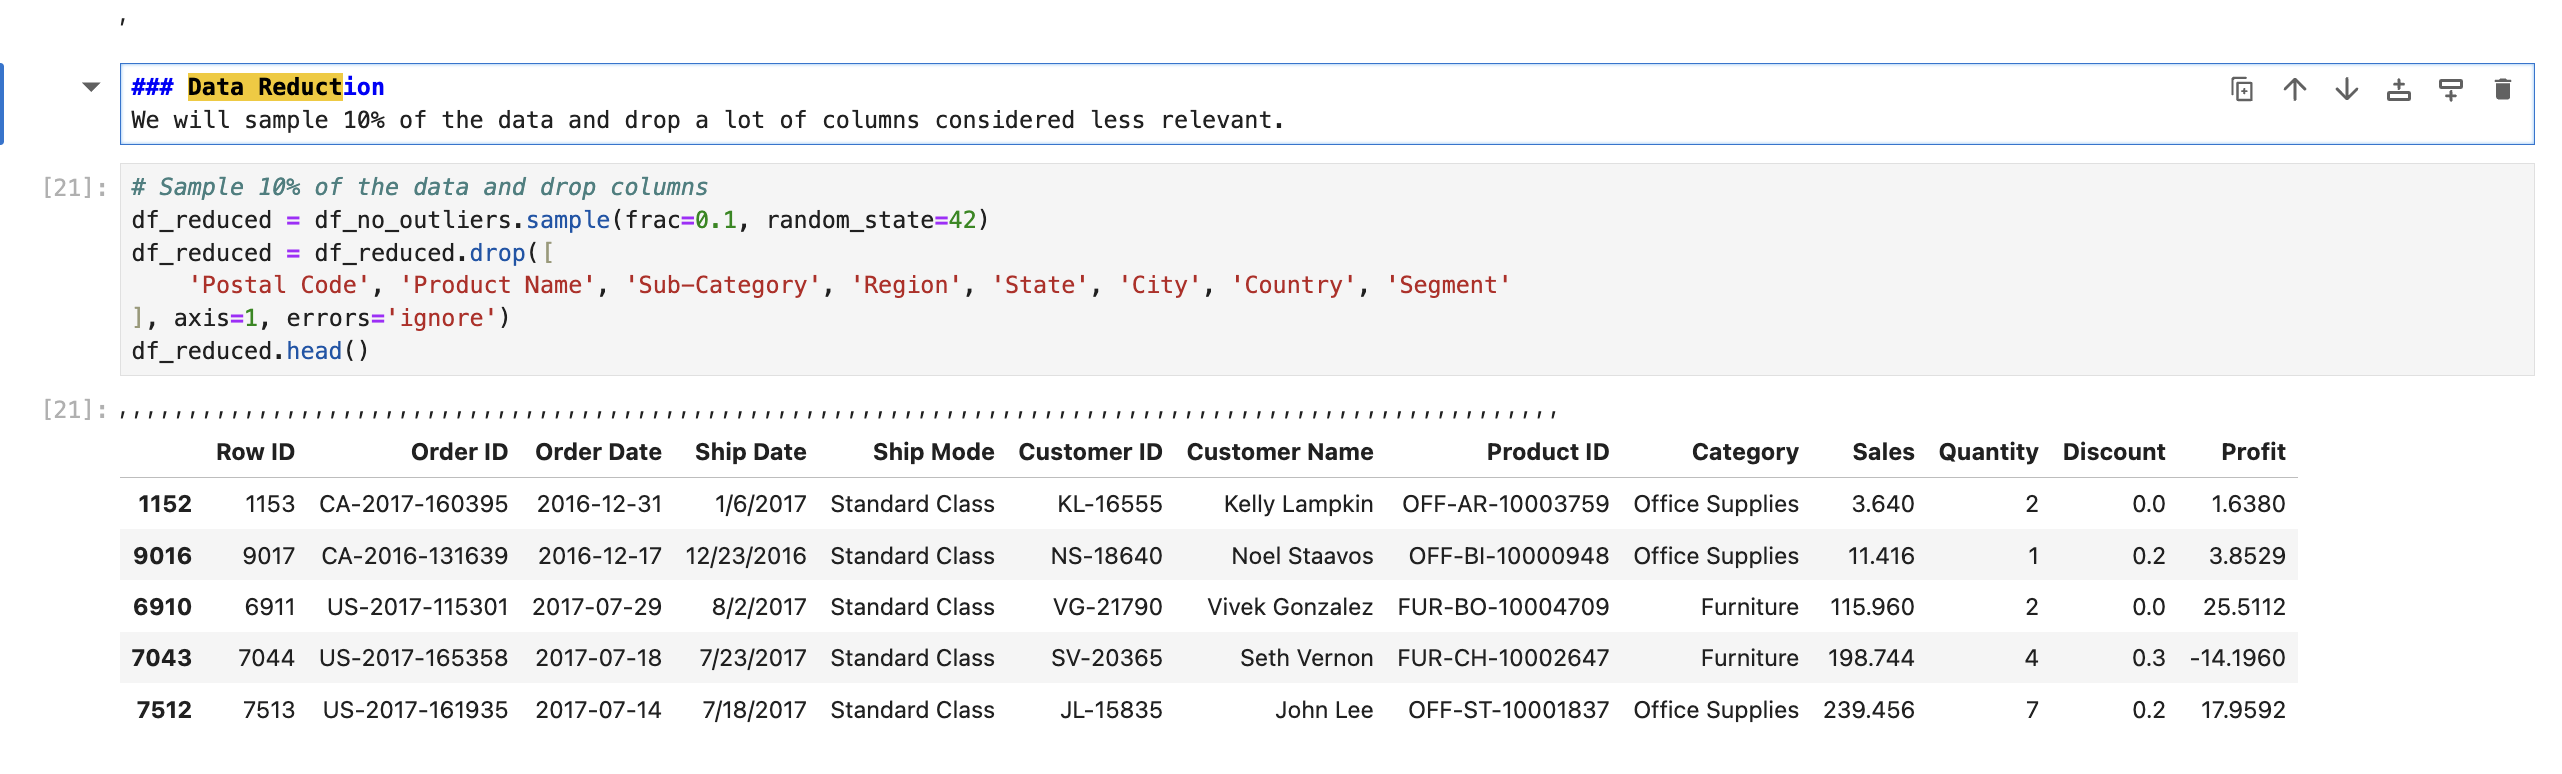 ,
### Data Reduction
We will sample 10% of the data and drop a lot of columns considered less relevant.
[21]: # Sample 10% of the data and drop columns
df_reduced = df_no_outliers.sample(frac=0.1, random_state=42)
df_reduced = df_reduced.drop([
    'Postal Code', 'Product Name', 'Sub-Category', 'Region', 'State', 'City', 'Country', 'Segment'
], axis=1, errors='ignore')
df_reduced.head()
[21]: ,,,,,,,,,,,,,,,,,,,,,,,,,,,,,,,,,,,,,,,,,,,,,,,,,,,,,,,,,,,,,,,,,,,,,,,,,,,,,,,,,,,,,,,,,,,,,,,,,,,,,,,
Row ID Order ID Order Date Ship Date Ship Mode Customer ID Customer Name Product ID Category Sales Quantity Discount Profit
1152 1153 CA-2017-160395 2016-12-31 1/6/2017 Standard Class KL-16555 Kelly Lampkin OFF-AR-10003759 Office Supplies 3.640 2 0.0 1.6380
9016 9017 CA-2016-131639 2016-12-17 12/23/2016 Standard Class NS-18640 Noel Staavos OFF-BI-10000948 Office Supplies 11.416 1 0.2 3.8529
6910 6911 US-2017-115301 2017-07-29 8/2/2017 Standard Class VG-21790 Vivek Gonzalez FUR-BO-10004709 Furniture 115.960 2 0.0 25.5112
7043 7044 US-2017-165358 2017-07-18 7/23/2017 Standard Class SV-20365 Seth Vernon FUR-CH-10002647 Furniture 198.744 4 0.3 -14.1960
7512 7513 US-2017-161935 2017-07-14 7/18/2017 Standard Class JL-15835 John Lee OFF-ST-10001837 Office Supplies 239.456 7 0.2 17.9592